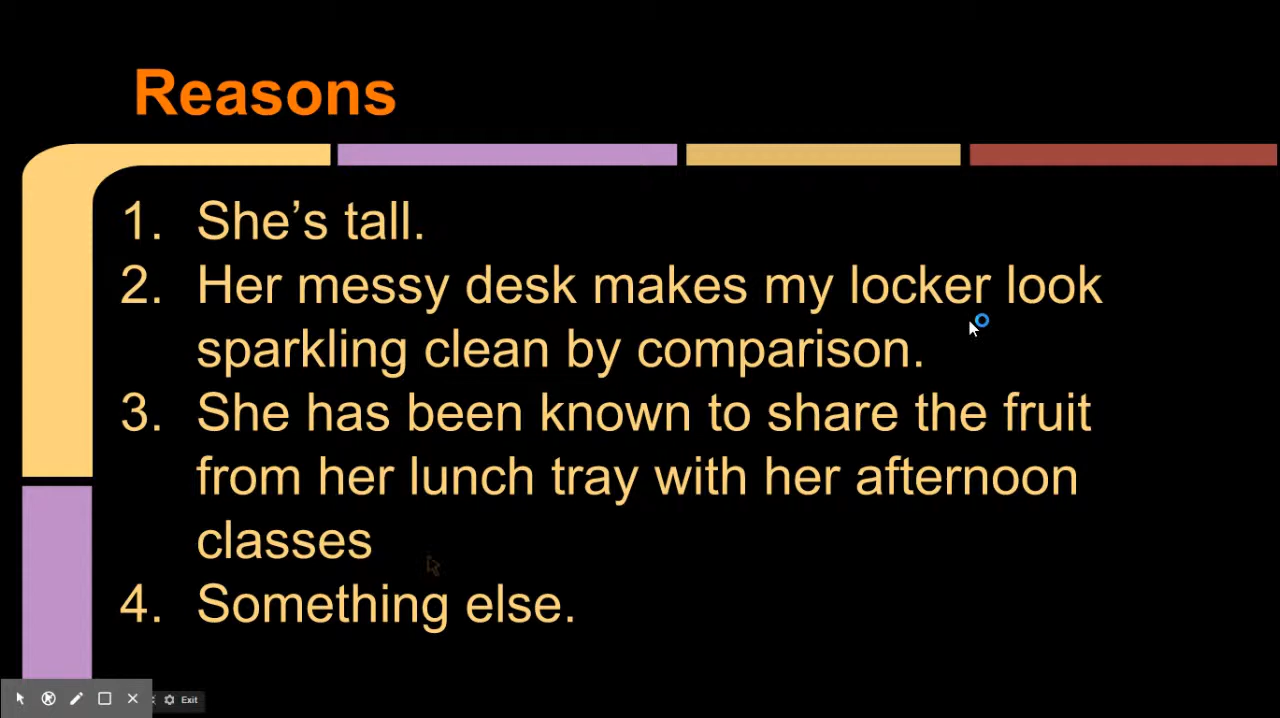 Reasons
1. She’s tall.
2. Her messy desk makes my locker look
sparkling clean by comparison.
3. She has been known to share the fruit
from her lunch tray with her afternoon
classes
4. Something else.
Exit